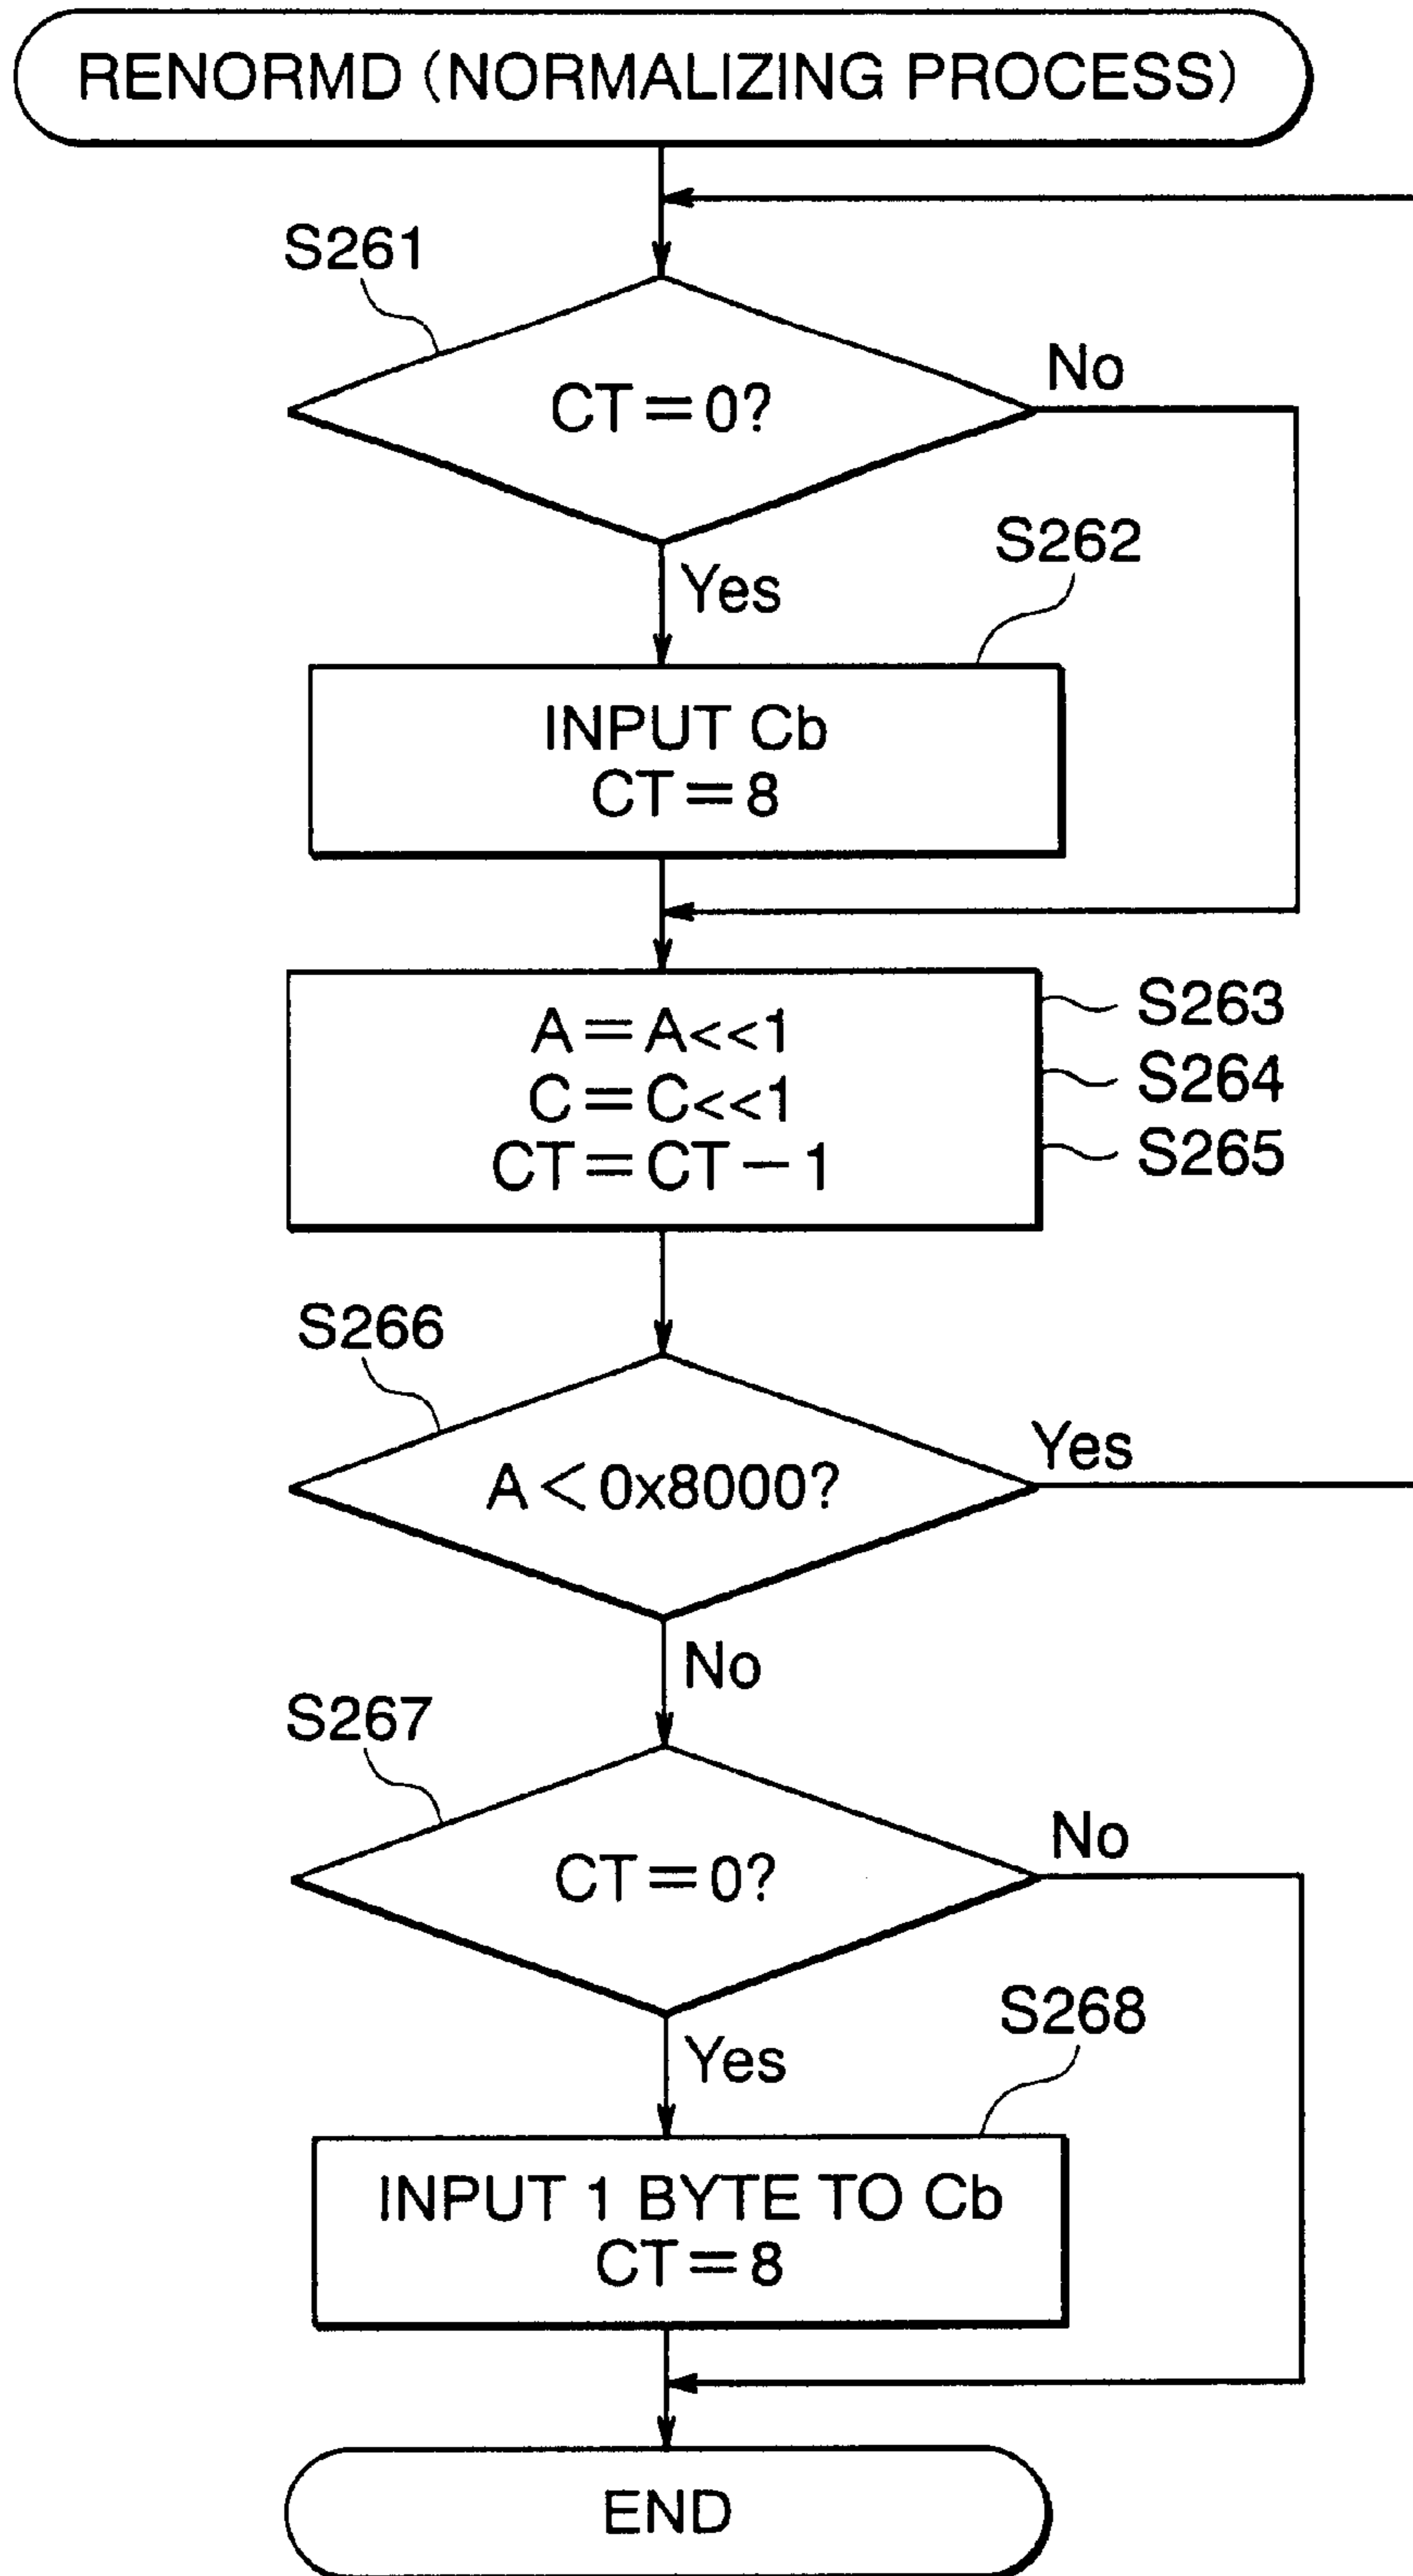 RENORMD (NORMALIZING PROCESS)
S261
CT=0?
No
Yes
S262
INPUT Cb
CT=8
A=A<<1
S263
C=C<<1
S264
CT=CT-1
S265
S266
A<0x8000?
Yes
No
S267
CT=0?
No
Yes
S268
INPUT 1 BYTE TO Cb
CT=8
END